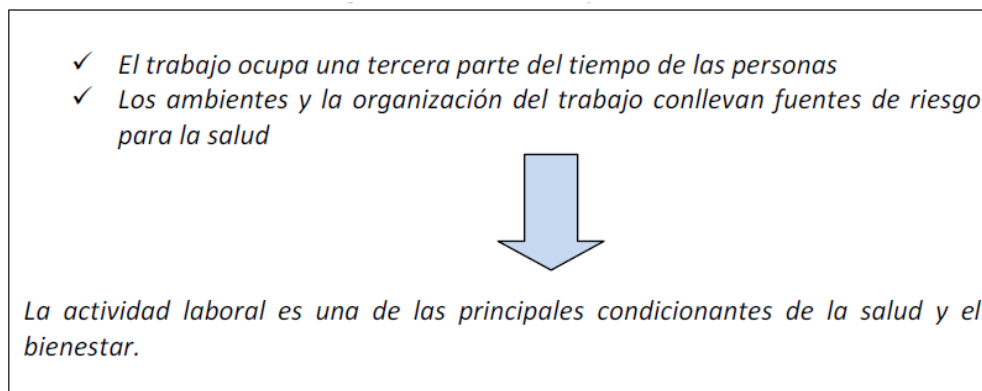 ✓ El trabajo ocupa una tercera parte del tiempo de las personas
✓ Los ambientes y la organización del trabajo conllevan fuentes de riesgo
para la salud
La actividad laboral es una de las principales condicionantes de la salud y el
bienestar.